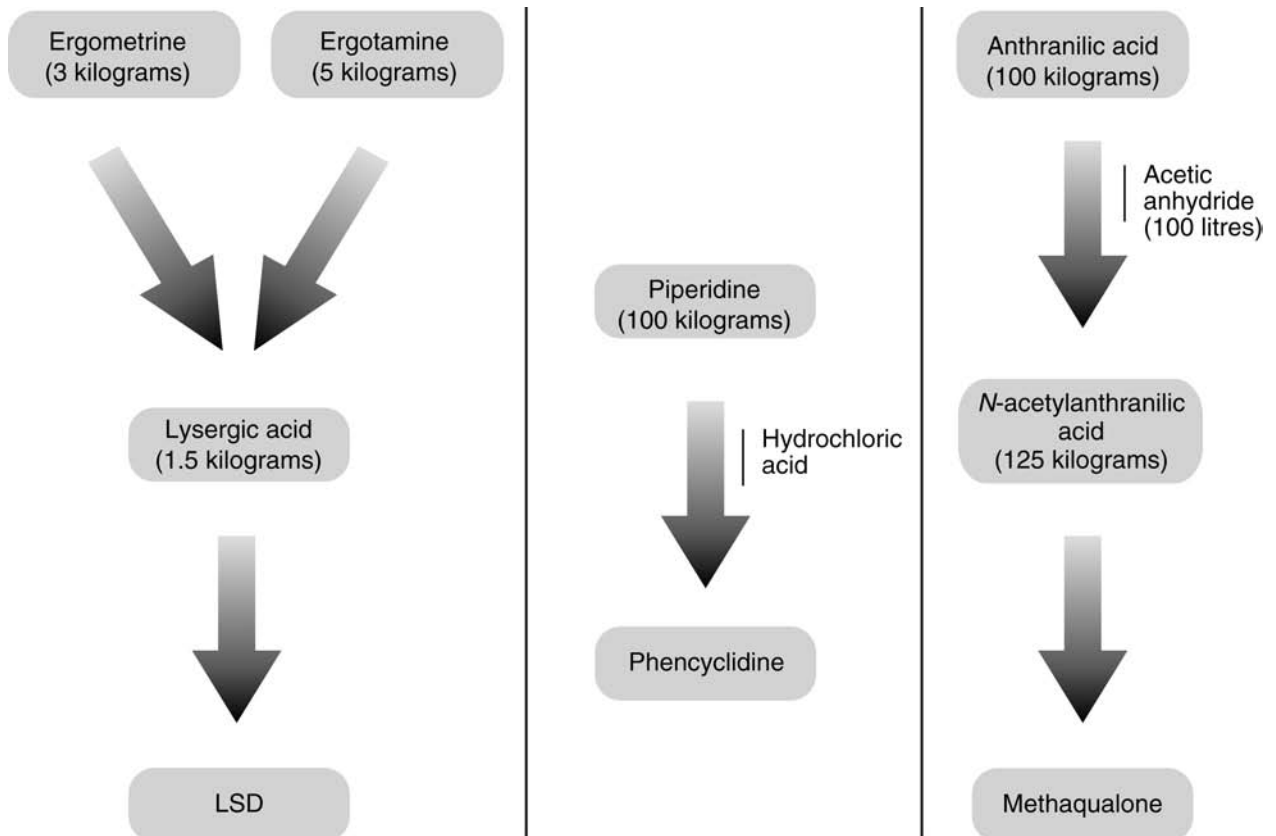 Ergometrine
(3 kilograms)
Ergotamine
(5 kilograms)
Lysergic acid
(1.5 kilograms)
LSD
Piperidine
(100 kilograms)
Hydrochloric
acid
Phencyclidine
Anthranilic acid
(100 kilograms)
Acetic
anhydride
(100 litres)
N-acetylanthranilic
acid
(125 kilograms)
Methaqualone